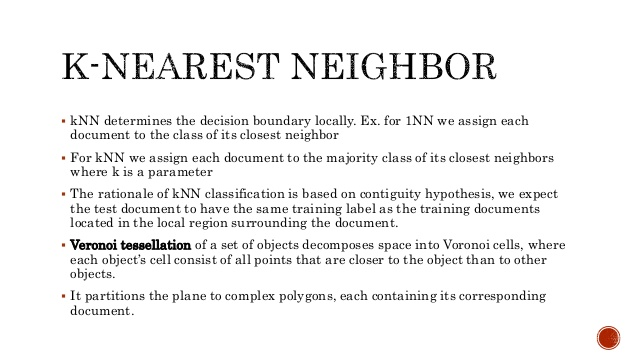 K-NEAREST NEIGHBOR
▪ kNN determines the decision boundary locally. Ex. for 1NN we assign each
document to the class of its closest neighbor
▪ For kNN we assign each document to the majority class of its closest neighbors
where k is a parameter
▪ The rationale of kNN classification is based on contiguity hypothesis, we expect
the test document to have the same training label as the training documents
located in the local region surrounding the document.
▪ Veronoi tessellation of a set of objects decomposes space into Voronoi cells, where
each object's cell consist of all points that are closer to the object than to other
objects.
▪ It partitions the plane to complex polygons, each containing its corresponding
document.